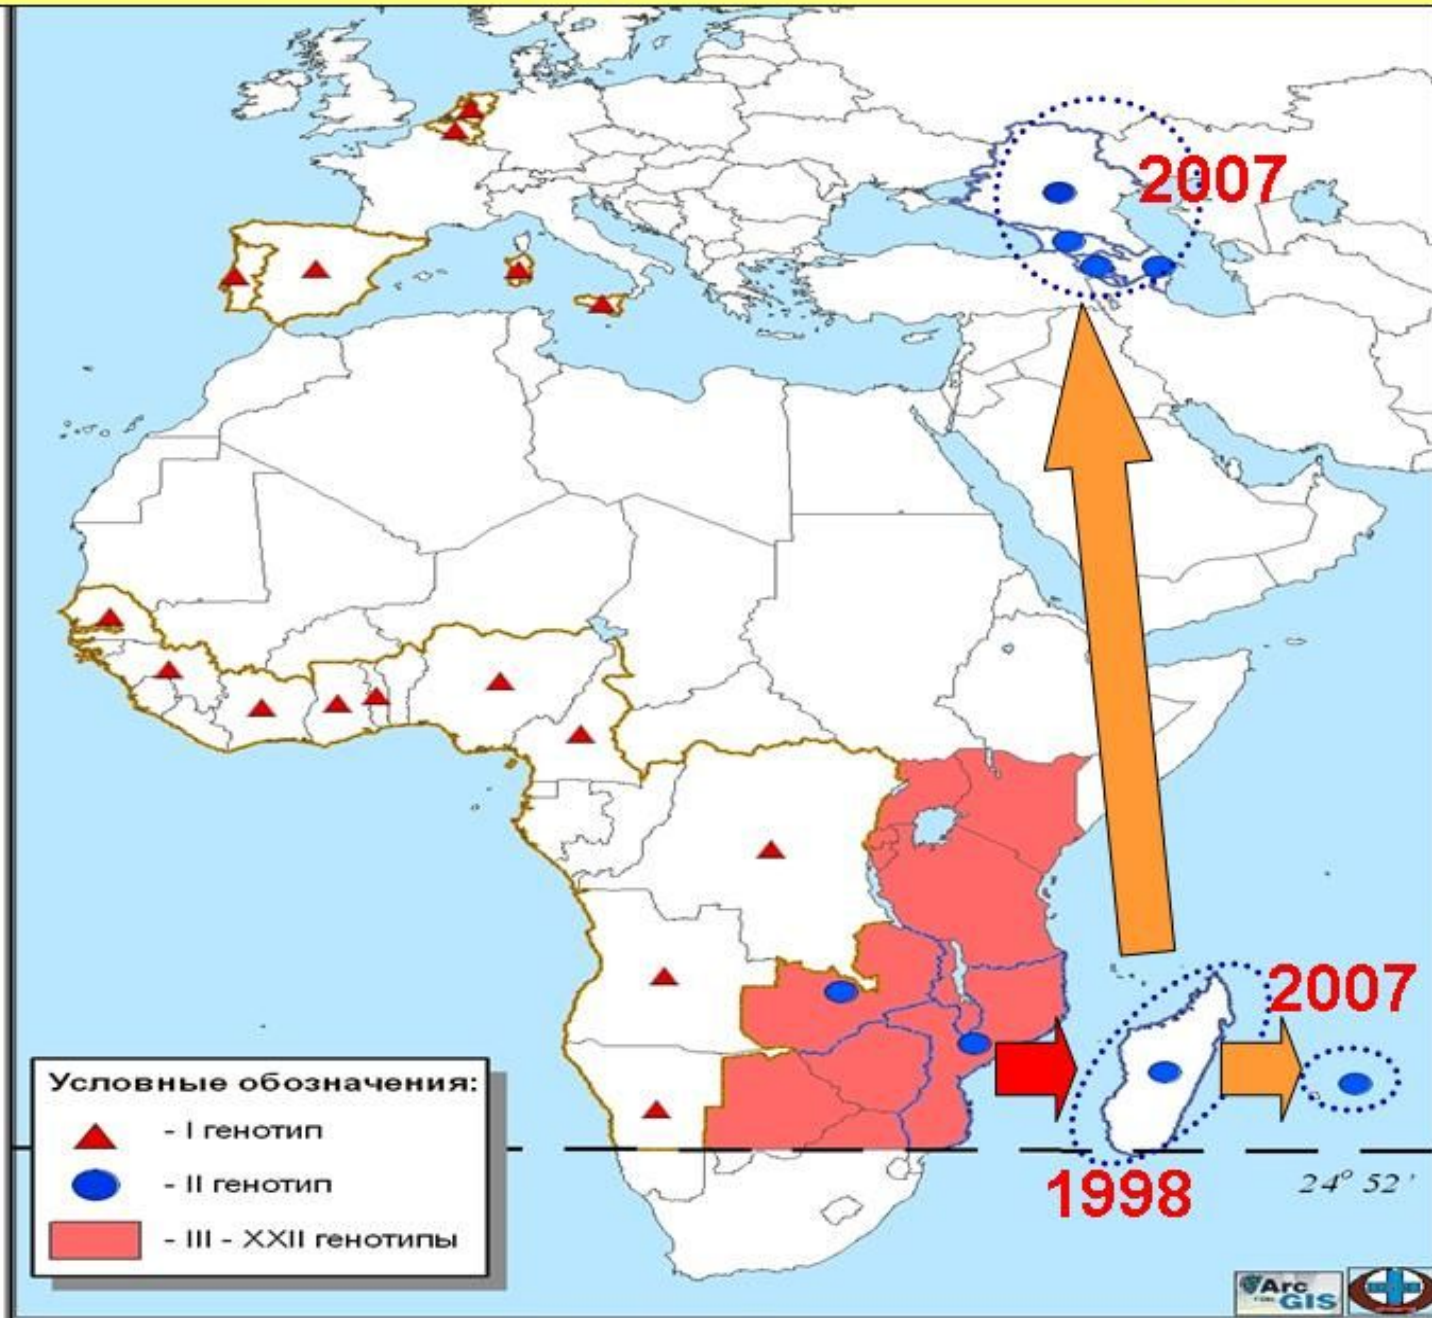 2007
2007
1998
24° 52 '
Условные обозначения:
- I генотип
- II генотип
- III - XXII генотипы
Arc
GIS